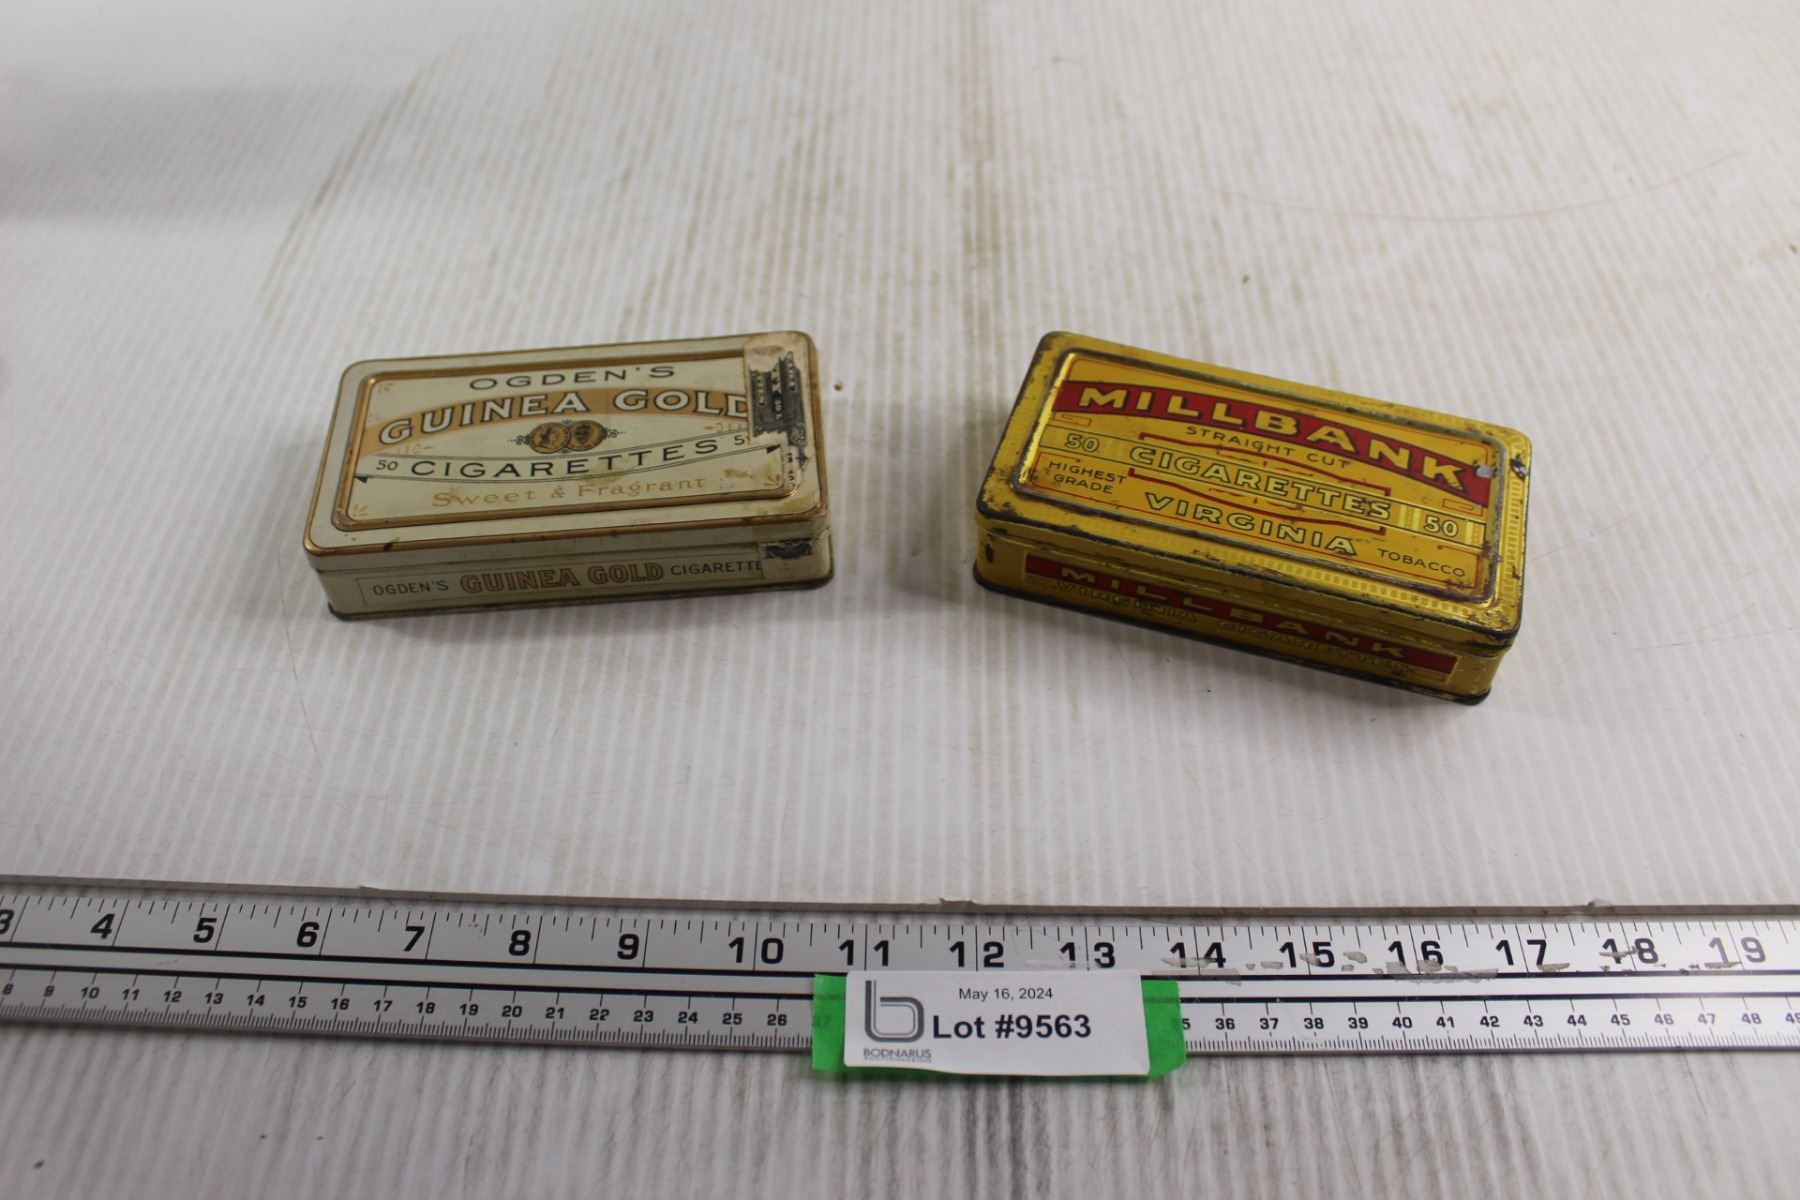 OGDEN'S
GUINEA GOLD
50 CIGARETTES
Sweet & Fragrant
OGDEN'S GUINEA GOLD CIGARETTE
MILLBANK
STRAIGHT CUT
50 CIGARETTES 50
HIGHEST GRADE
VIRGINIA TOBACCO
MILLBANK
VIRGINIA CIGARETTES
3 4 5 6 7 8 9 10 11 12 13 14 15 16 17 18 19
8 9 10 11 12 13 14 15 16 17 18 19 20 21 22 23 24 25 26 27 36 37 38 39 40 41 42 43 44 45 46 47 48 49
May 16, 2024
Lot #9563
BODNARUS